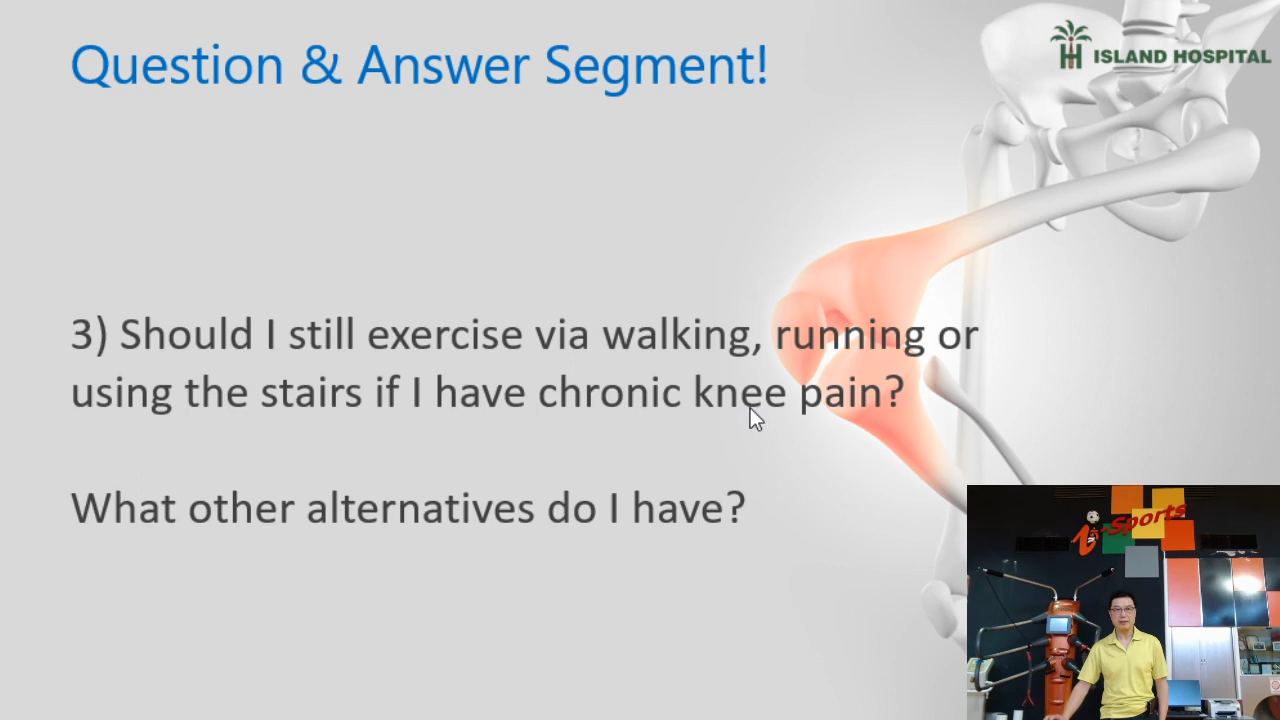 Question & Answer Segment!
ISLAND HOSPITAL
3) Should I still exercise via walking, running or
using the stairs if I have chronic knee pain?
What other alternatives do I have?
i-Sports